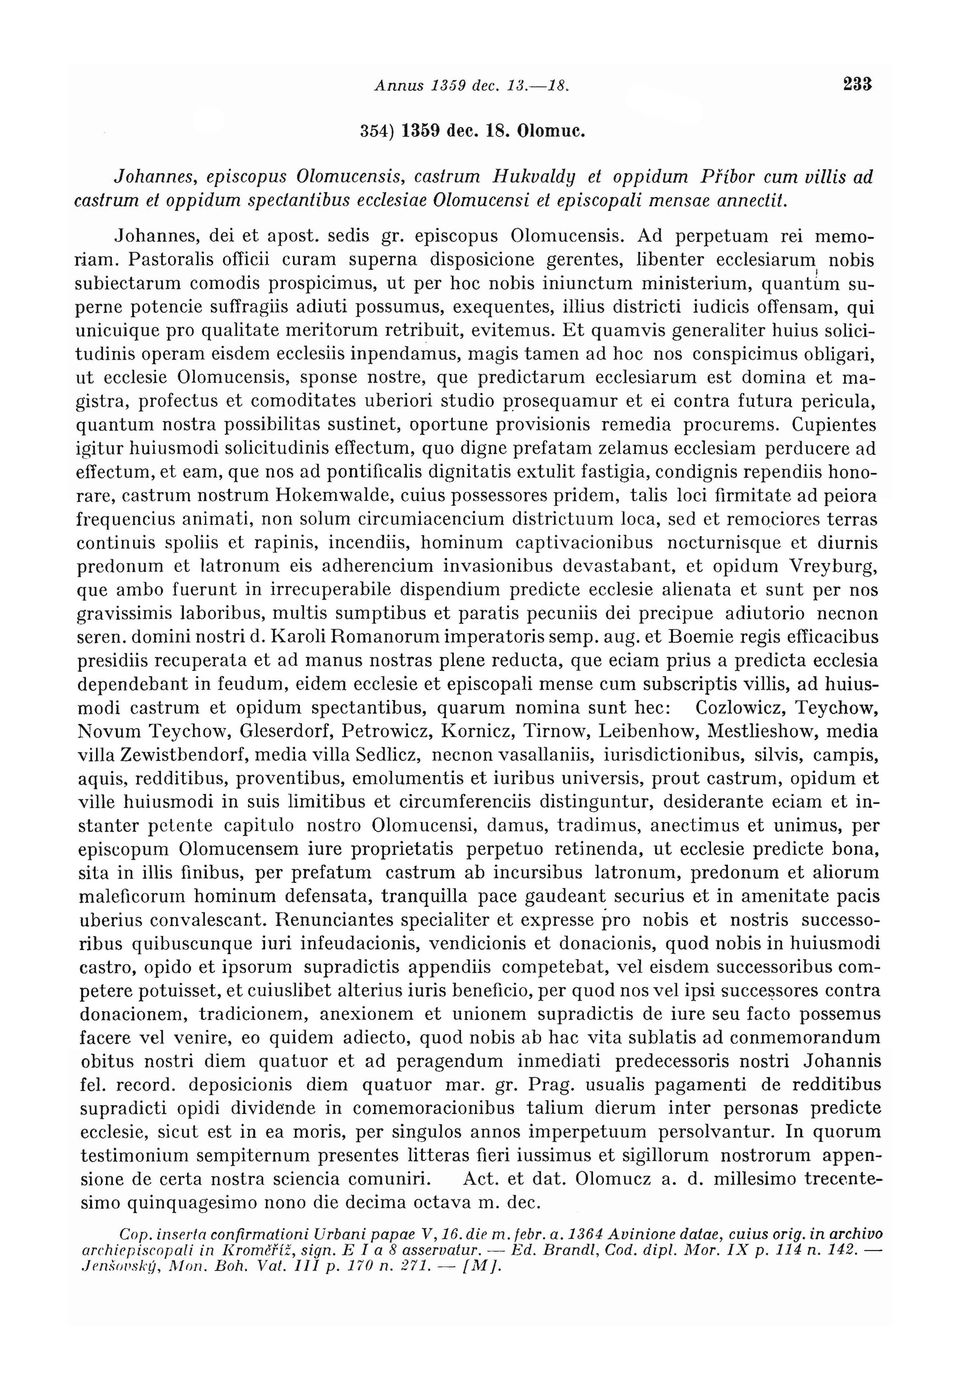 Annus 1359 dec. 13.—18.
233
354) 1359 dec. 18. Olomuc.
Johannes, episcopus Olomucensis, castrum Hukvaldy et oppidum Příbor cum villis ad
castrum et oppidum spectantibus ecclesiae Olomucensi et episcopali mensae annectit.
Johannes, dei et apost. sedis gr. episcopus Olomucensis. Ad perpetuam rei memo-
riam. Pastoralis officii curam superna disposicione gerentes, libenter ecclesiarum nobis
subiectarum comodis prospicimus, ut per hoc nobis iniunctum ministerium, quantum su-
perne potencie suffragiis adiuti possumus, exequentes, illius districti iudicis offensam, qui
unicuique pro qualitate meritorum retribuit, evitemus. Et quamvis generaliter huius solici-
tudinis operam eisdem ecclesiis inpendamus, magis tamen ad hoc nos conspicimus obligari,
ut ecclesie Olomucensis, sponse nostre, que predictarum ecclesiarum est domina et ma-
gistra, profectus et comoditates uberiori studio prosequamur et ei contra futura pericula,
quantum nostra possibilitas sustinet, oportune provisionis remedia procurems. Cupientes
igitur huiusmodi solicitudinis effectum, quo digne prefatam zelamus ecclesiam perducere ad
effectum, et eam, que nos ad pontificalis dignitatis extulit fastigia, condignis rependiis hono-
rare, castrum nostrum Hokemwalde, cuius possessores pridem, talis loci firmitate ad peiora
frequencius animati, non solum circumiacencium districtuum loca, sed et remociores terras
continuis spoliis et rapinis, incendiis, hominum captivacionibus nocturnisque et diurnis
predonum et latronum eis adherencium invasionibus devastabant, et opidum Vreyburg,
que ambo fuerunt in irrecuperabile dispendium predicte ecclesie alienata et sunt per nos
gravissimis laboribus, multis sumptibus et paratis pecuniis dei precipue adiutorio necnon
seren. domini nostri d. Karoli Romanorum imperatoris semp. aug. et Boemie regis efficacibus
presidiis recuperata et ad manus nostras plene reducta, que eciam prius a predicta ecclesia
dependebant in feudum, eidem ecclesie et episcopali mense cum subscriptis villis, ad huius-
modi castrum et opidum spectantibus, quarum nomina sunt hec: Cozlowicz, Teychow,
Novum Teychow, Gleserdorf, Petrowicz, Kornicz, Tirnow, Leibenhow, Mestlieshow, media
villa Zewistbendorf, media villa Sedlicz, necnon vasallaniis, iurisdictionibus, silvis, campis,
aquis, redditibus, proventibus, emolumentis et iuribus universis, prout castrum, opidum et
ville huiusmodi in suis limitibus et circumferenciis distinguntur, desiderante eciam et in-
stanter petente capitulo nostro Olomucensi, damus, tradimus, anectimus et unimus, per
episcopum Olomucensem iure proprietatis perpetuo retinenda, ut ecclesie predicte bona,
sita in illis finibus, per prefatum castrum ab incursibus latronum, predonum et aliorum
maleficorum hominum defensata, tranquilla pace gaudeant securius et in amenitate pacis
uberius convalescant. Renunciantes specialiter et expresse pro nobis et nostris successo-
ribus quibuscunque iuri infeudacionis, vendicionis et donacionis, quod nobis in huiusmodi
castro, opido et ipsorum supradictis appendiis competebat, vel eisdem successoribus com-
petere potuisset, et cuiuslibet alterius iuris beneficio, per quod nos vel ipsi successores contra
donacionem, tradicionem, anexionem et unionem supradictis de iure seu facto possemus
facere vel venire, eo quidem adiecto, quod nobis ab hac vita sublatis ad conmemorandum
obitus nostri diem quatuor et ad peragendum inmediati predecessoris nostri Johannis
fel. record. deposicionis diem quatuor mar. gr. Prag. usualis pagamenti de redditibus
supradicti opidi dividende in comemoracionibus talium dierum inter personas predicte
ecclesie, sicut est in ea moris, per singulos annos imperpetuum persolvantur. In quorum
testimonium sempiternum presentes litteras fieri iussimus et sigillorum nostrorum appen-
sione de certa nostra sciencia comuniri. Act. et dat. Olomucz a. d. millesimo trecente-
simo quinquagesimo nono die decima octava m. dec.
Cop. inserta confirmationi Urbani papae V, 16. die m. febr. a. 1364 Avinione datae, cuius orig. in archivo
archiepiscopali in Kroměříž, sign. E I a 8 asservatur. — Ed. Brandl, Cod. dipl. Mor. IX p. 114 n. 142. —
Jenšovský, Mon. Boh. Vat. III p. 170 n. 271. — [M].